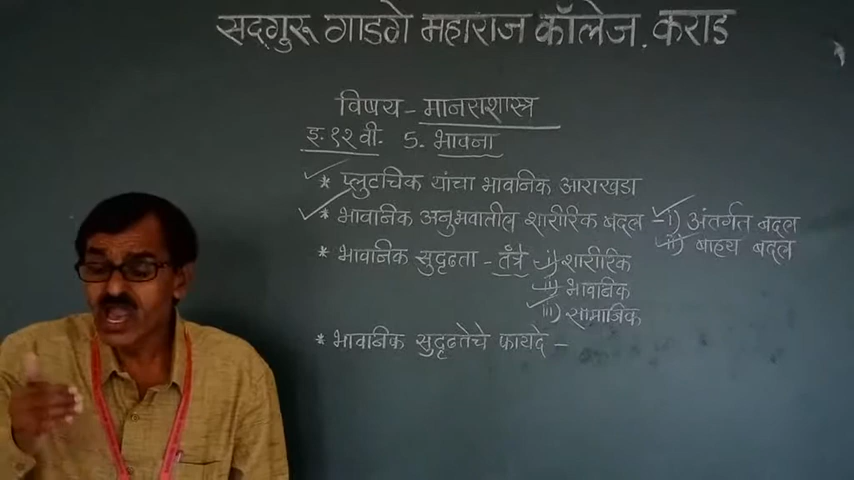 सद्गुरू गाडगे महाराज कॉलेज, कराड
विषय - मानसशास्त्र
इ. १२ वी. 5. भावना
* प्लुटचिक यांचा भावनिक आराखडा
* भावनिक अनुभवातील शारीरिक बदल - i) अंतर्गत बदल
ii) बाह्य बदल
* भावनिक सुदृढता - तंत्रे - i) शारीरिक
ii) भावनिक
iii) सामाजिक
* भावनिक सुदृढतेचे फायदे -